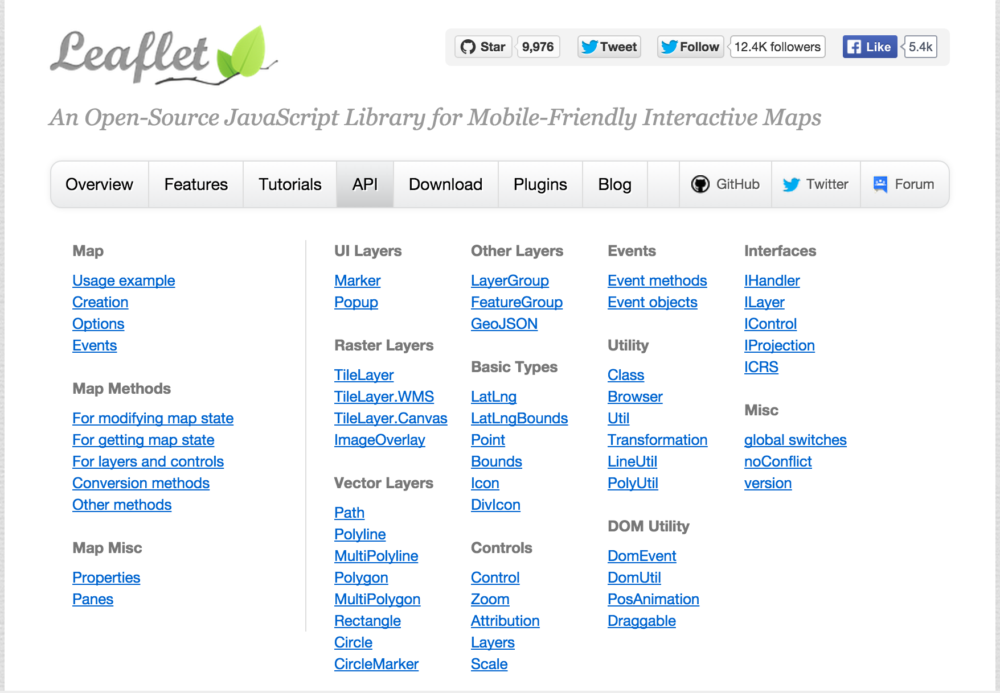 Leaflet
Star 9,976 Tweet Follow 12.4K followers Like 5.4k
An Open-Source JavaScript Library for Mobile-Friendly Interactive Maps
Overview Features Tutorials API Download Plugins Blog GitHub Twitter Forum
Map
Usage example
Creation
Options
Events
Map Methods
For modifying map state
For getting map state
For layers and controls
Conversion methods
Other methods
Map Misc
Properties
Panes
UI Layers
Marker
Popup
Raster Layers
TileLayer
TileLayer.WMS
TileLayer.Canvas
ImageOverlay
Vector Layers
Path
Polyline
MultiPolyline
Polygon
MultiPolygon
Rectangle
Circle
CircleMarker
Other Layers
LayerGroup
FeatureGroup
GeoJSON
Basic Types
LatLng
LatLngBounds
Point
Bounds
Icon
DivIcon
Controls
Control
Zoom
Attribution
Layers
Scale
Events
Event methods
Event objects
Utility
Class
Browser
Util
Transformation
LineUtil
PolyUtil
DOM Utility
DomEvent
DomUtil
PosAnimation
Draggable
Interfaces
IHandler
ILayer
IControl
IProjection
ICRS
Misc
global switches
noConflict
version